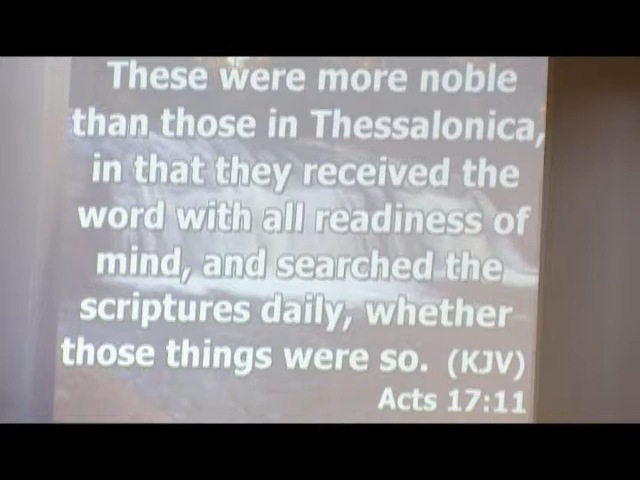 These were more noble
than those in Thessalonica,
in that they received the
word with all readiness of
mind, and searched the
scriptures daily, whether
those things were so. (KJV)
Acts 17:11